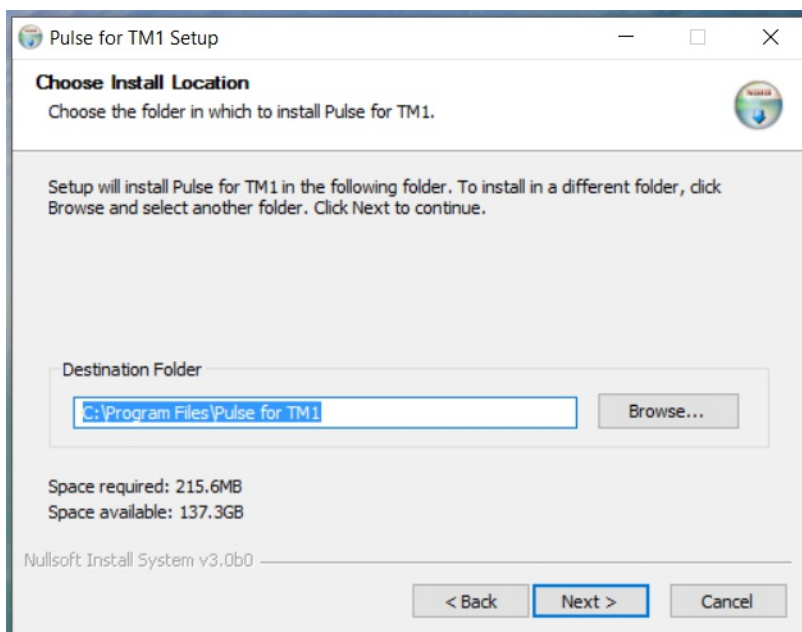 Pulse for TM1 Setup
Choose Install Location
Choose the folder in which to install Pulse for TM1.
Setup will install Pulse for TM1 in the following folder. To install in a different folder, click
Browse and select another folder. Click Next to continue.
Destination Folder
C:\Program Files\Pulse for TM1
Browse...
Space required: 215.6MB
Space available: 137.3GB
Nullsoft Install System v3.0b0
< Back
Next >
Cancel